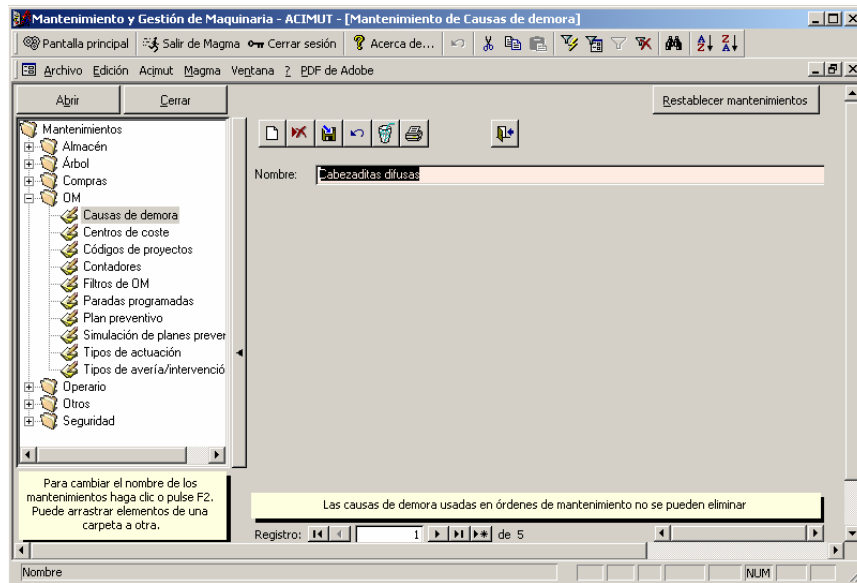 Mantenimiento y Gestión de Maquinaria - ACIMUT - [Mantenimiento de Causas de demora]
Pantalla principal Salir de Magma Cerrar sesión Acerca de...
Archivo Edición Acimut Magma Ventana ? PDF de Adobe
Abrir Cerrar Restablecer mantenimientos
Mantenimientos
Almacén
Árbol
Compras
OM
Causas de demora
Centros de coste
Códigos de proyectos
Contadores
Filtros de OM
Paradas programadas
Plan preventivo
Simulación de planes prever
Tipos de actuación
Tipos de avería/intervenció
Operario
Otros
Seguridad
Nombre: Cabezaditas difusas
Para cambiar el nombre de los
mantenimientos haga clic o pulse F2.
Puede arrastrar elementos de una
carpeta a otra.
Las causas de demora usadas en órdenes de mantenimiento no se pueden eliminar
Registro: 1 de 5
Nombre NUM